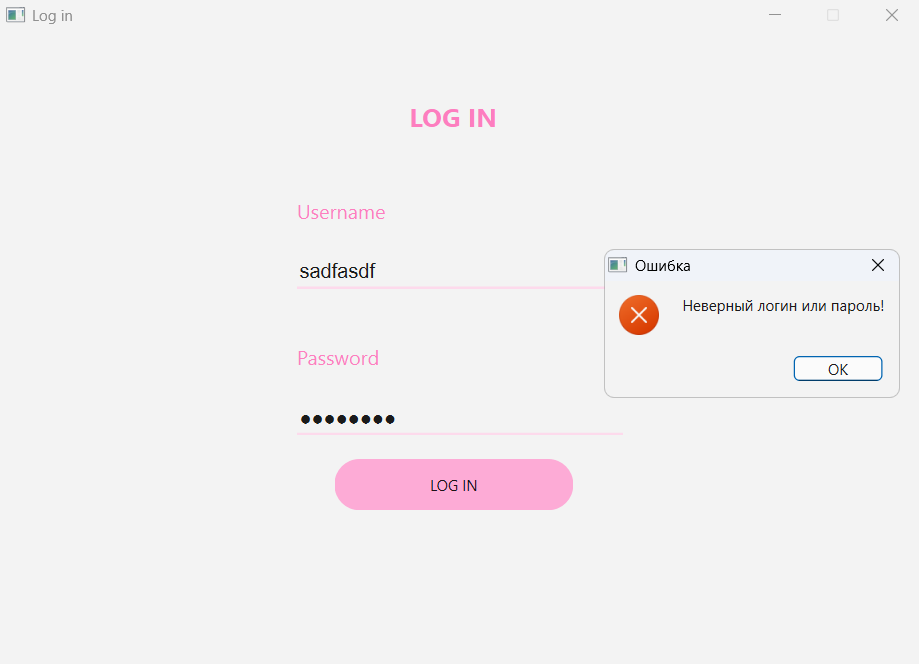 Log in
LOG IN
Username
sadfasdf
Ошибка
Неверный логин или пароль!
OK
Password
●●●●●●●●
LOG IN